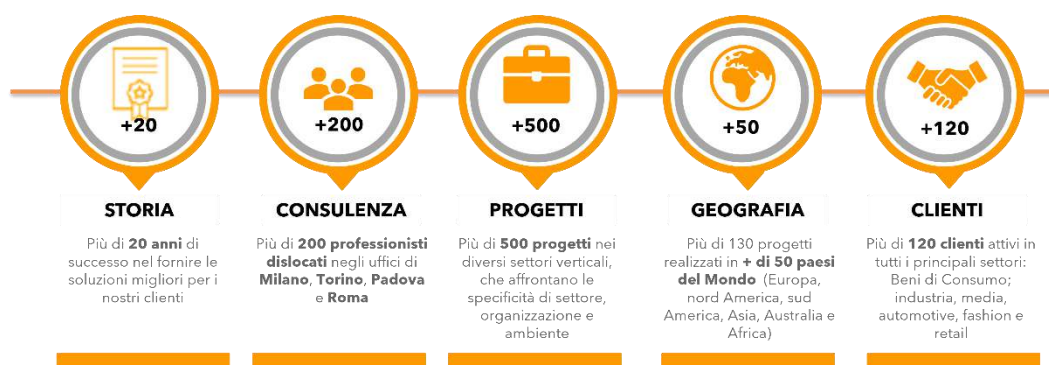 +20
STORIA
Più di 20 anni di
successo nel fornire le
soluzioni migliori per i
nostri clienti
+200
CONSULENZA
Più di 200 professionisti
dislocati negli uffici di
Milano, Torino, Padova
e Roma
+500
PROGETTI
Più di 500 progetti nei
diversi settori verticali,
che affrontano le
specificità di settore,
organizzazione e
ambiente
+50
GEOGRAFIA
Più di 130 progetti
realizzati in + di 50 paesi
del Mondo (Europa,
nord America, sud
America, Asia, Australia e
Africa)
+120
CLIENTI
Più di 120 clienti attivi in
tutti i principali settori:
Beni di Consumo;
industria, media,
automotive, fashion e
retail